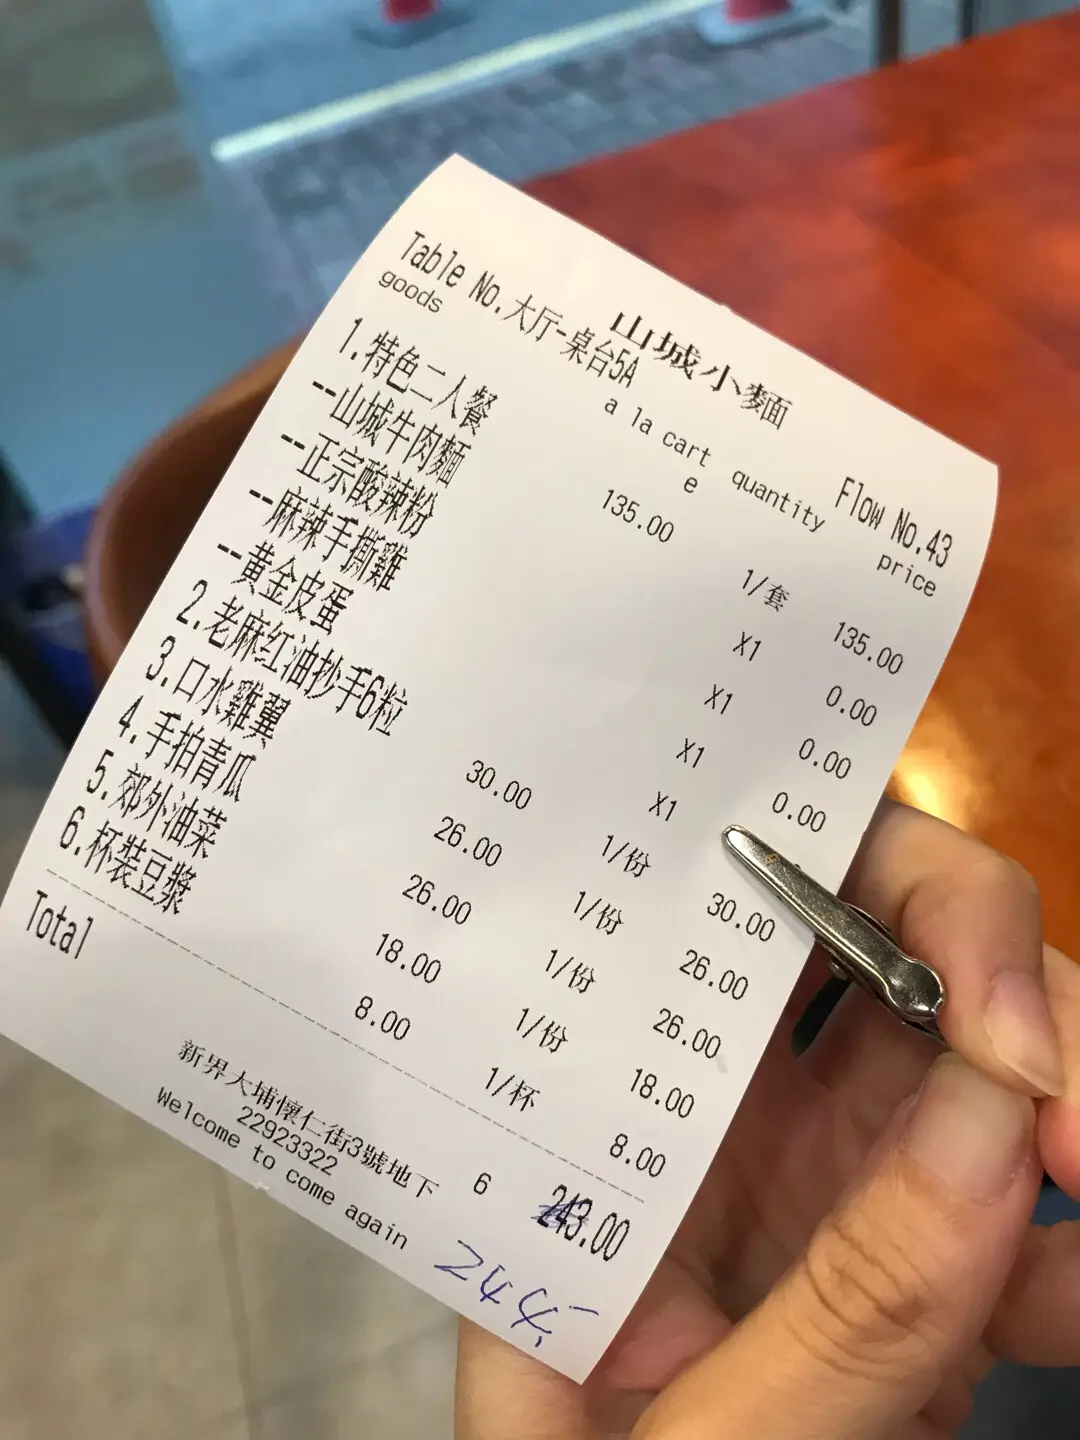 山城小麵
Table No.大厅-桌台5A Flow No.43
goods a la carte quantity price
1.特色二人餐 135.00 1/套 135.00
--山城牛肉麵 X1 0.00
--正宗酸辣粉 X1 0.00
--麻辣手撕雞 X1 0.00
--黄金皮蛋 X1
2.老麻红油抄手6粒 30.00 1/份 30.00
3.口水雞翼 26.00 1/份 26.00
4.手拍青瓜 26.00 1/份 26.00
5.郊外油菜 18.00 1/份 18.00
6.杯裝豆漿 8.00 1/杯 8.00
Total 6 243.00
新界大埔懷仁街3號地下
22923322
Welcome to come again